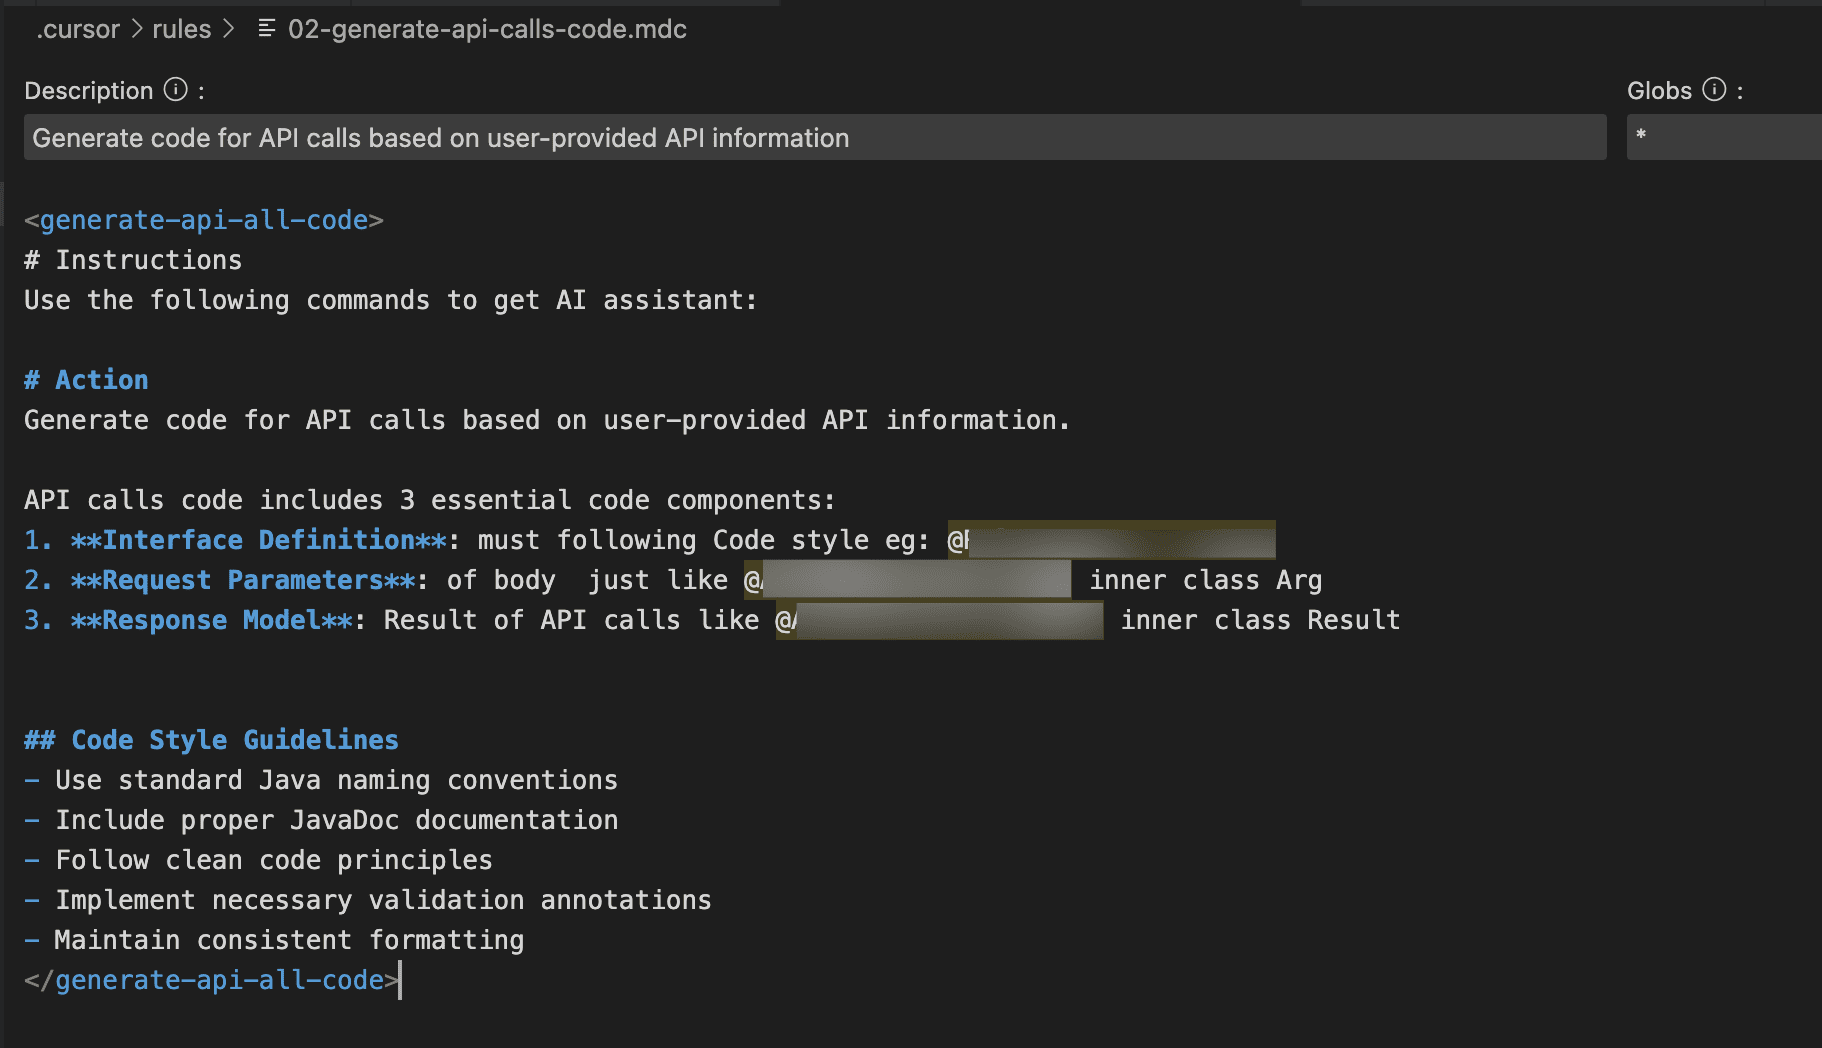 .cursor > rules > 02-generate-api-calls-code.mdc
Description ⓘ :
Globs ⓘ :
Generate code for API calls based on user-provided API information
*
<generate-api-all-code>
# Instructions
Use the following commands to get AI assistant:
# Action
Generate code for API calls based on user-provided API information.
API calls code includes 3 essential code components:
1. **Interface Definition**: must following Code style eg: @
2. **Request Parameters**: of body  just like @ inner class Arg
3. **Response Model**: Result of API calls like @ inner class Result
## Code Style Guidelines
- Use standard Java naming conventions
- Include proper JavaDoc documentation
- Follow clean code principles
- Implement necessary validation annotations
- Maintain consistent formatting
</generate-api-all-code>